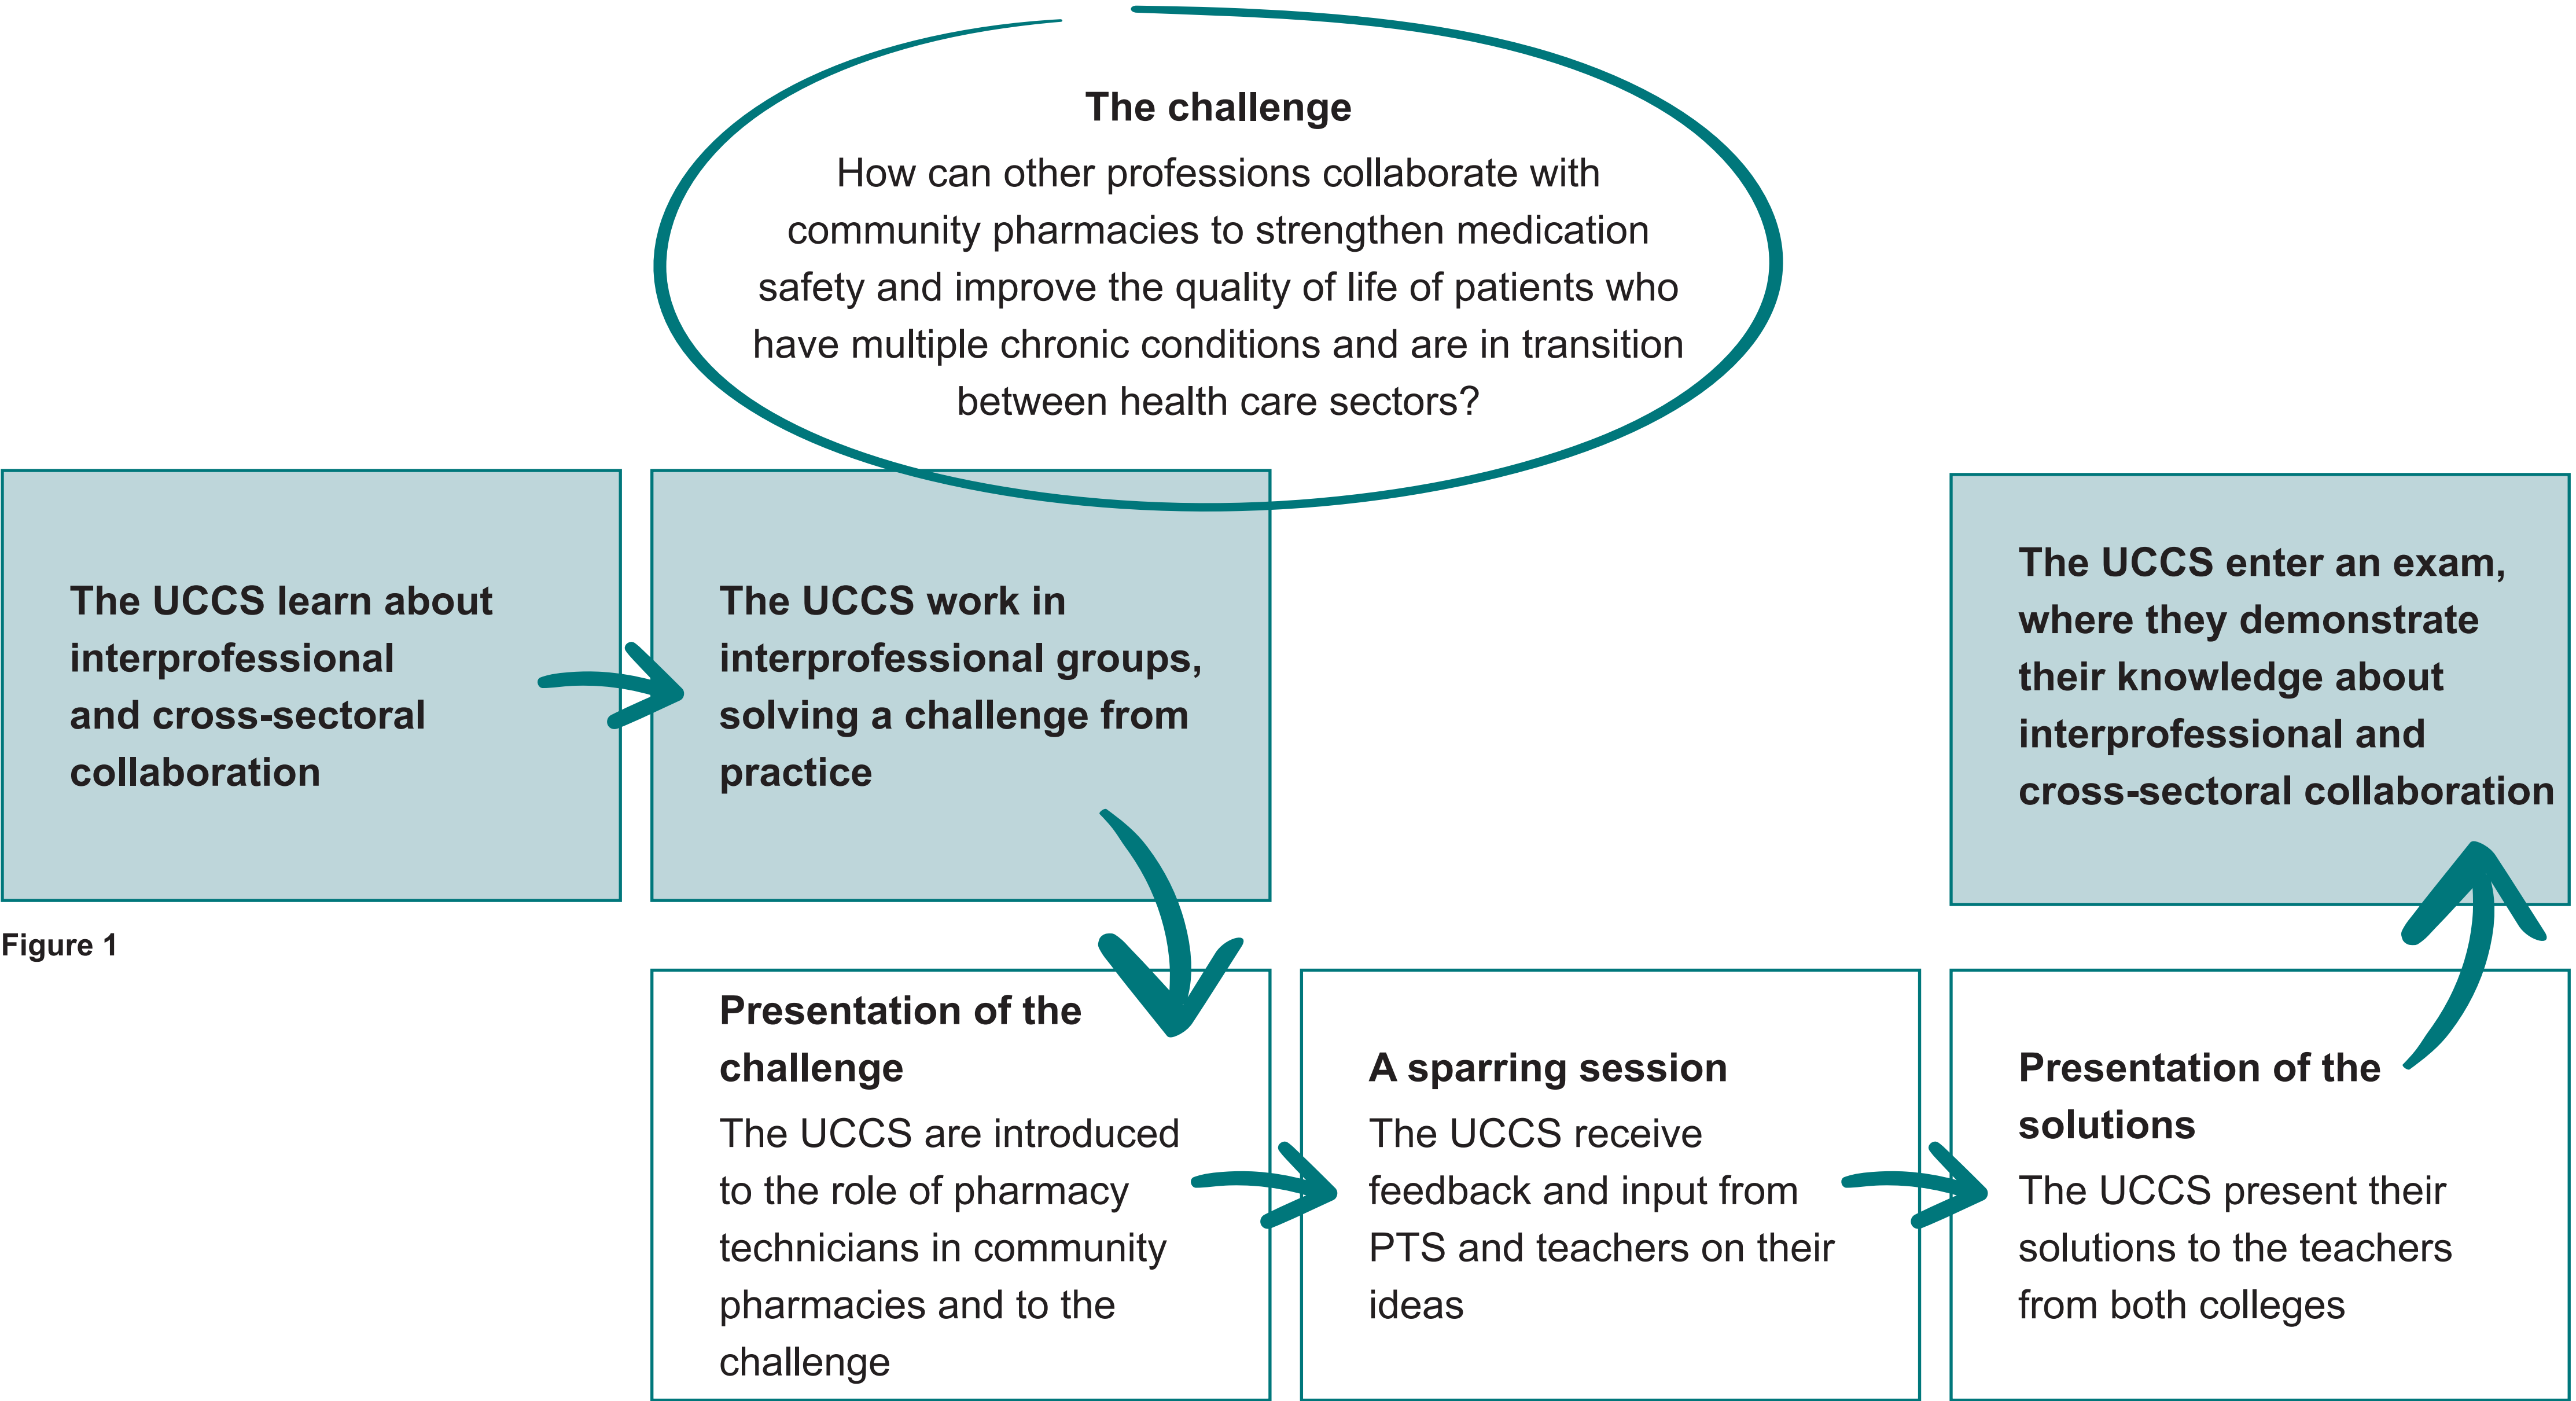 The challenge
How can other professions collaborate with
community pharmacies to strengthen medication
safety and improve the quality of life of patients who
have multiple chronic conditions and are in transition
between health care sectors?
The UCCS learn about
interprofessional
and cross-sectoral
collaboration
The UCCS work in
interprofessional groups,
solving a challenge from
practice
The UCCS enter an exam,
where they demonstrate
their knowledge about
interprofessional and
cross-sectoral collaboration
Figure 1
Presentation of the
challenge
The UCCS are introduced
to the role of pharmacy
technicians in community
pharmacies and to the
challenge
A sparring session
The UCCS receive
feedback and input from
PTS and teachers on their
ideas
Presentation of the
solutions
The UCCS present their
solutions to the teachers
from both colleges